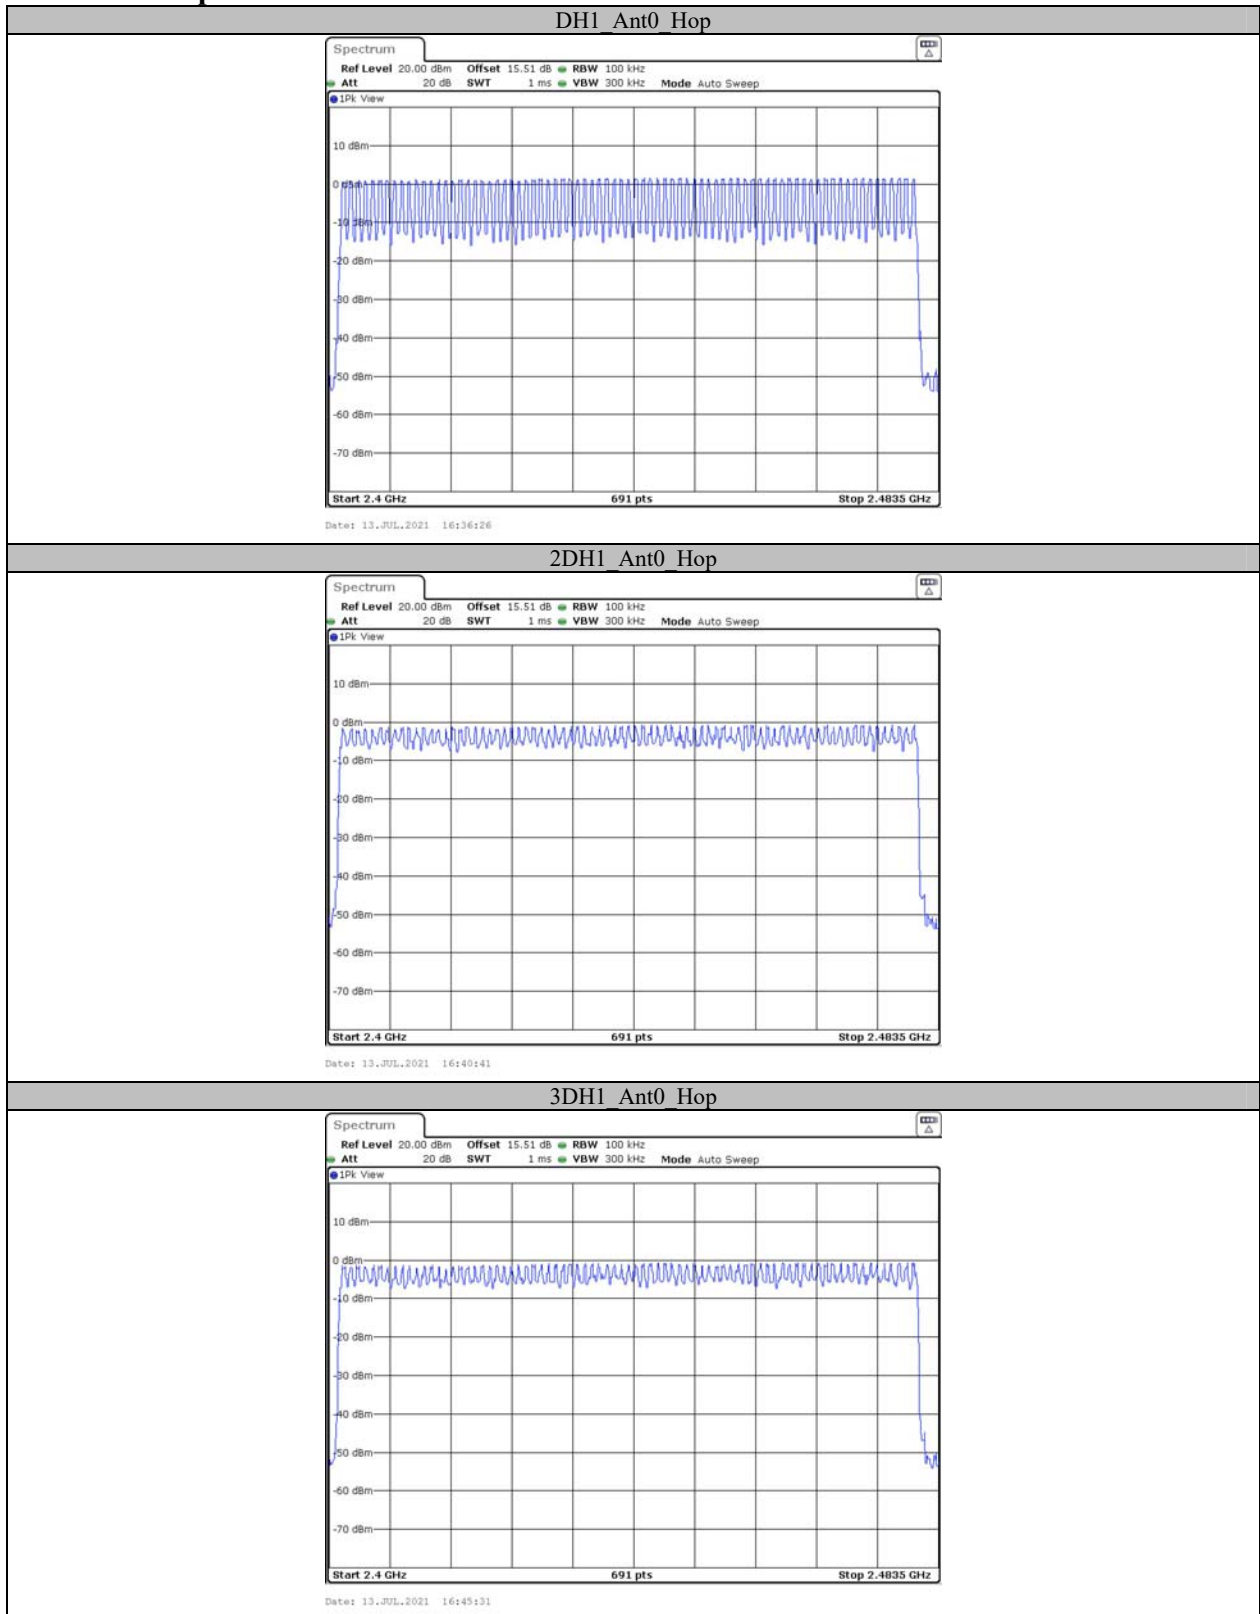 DH1_Ant0_Hop
Spectrum
Ref Level 20.00 dBm Offset 15.51 dB RBW 100 kHz
Att 20 dB SWT 1 ms VBW 300 kHz Mode Auto Sweep
1Pk View
10 dBm
0 dBm
-10 dBm
-20 dBm
-30 dBm
-40 dBm
-50 dBm
-60 dBm
-70 dBm
Start 2.4 GHz 691 pts Stop 2.4835 GHz
Date: 13.JUL.2021 16:36:26
2DH1_Ant0_Hop
Spectrum
Ref Level 20.00 dBm Offset 15.51 dB RBW 100 kHz
Att 20 dB SWT 1 ms VBW 300 kHz Mode Auto Sweep
1Pk View
10 dBm
0 dBm
-10 dBm
-20 dBm
-30 dBm
-40 dBm
-50 dBm
-60 dBm
-70 dBm
Start 2.4 GHz 691 pts Stop 2.4835 GHz
Date: 13.JUL.2021 16:40:41
3DH1_Ant0_Hop
Spectrum
Ref Level 20.00 dBm Offset 15.51 dB RBW 100 kHz
Att 20 dB SWT 1 ms VBW 300 kHz Mode Auto Sweep
1Pk View
10 dBm
0 dBm
-10 dBm
-20 dBm
-30 dBm
-40 dBm
-50 dBm
-60 dBm
-70 dBm
Start 2.4 GHz 691 pts Stop 2.4835 GHz
Date: 13.JUL.2021 16:45:31